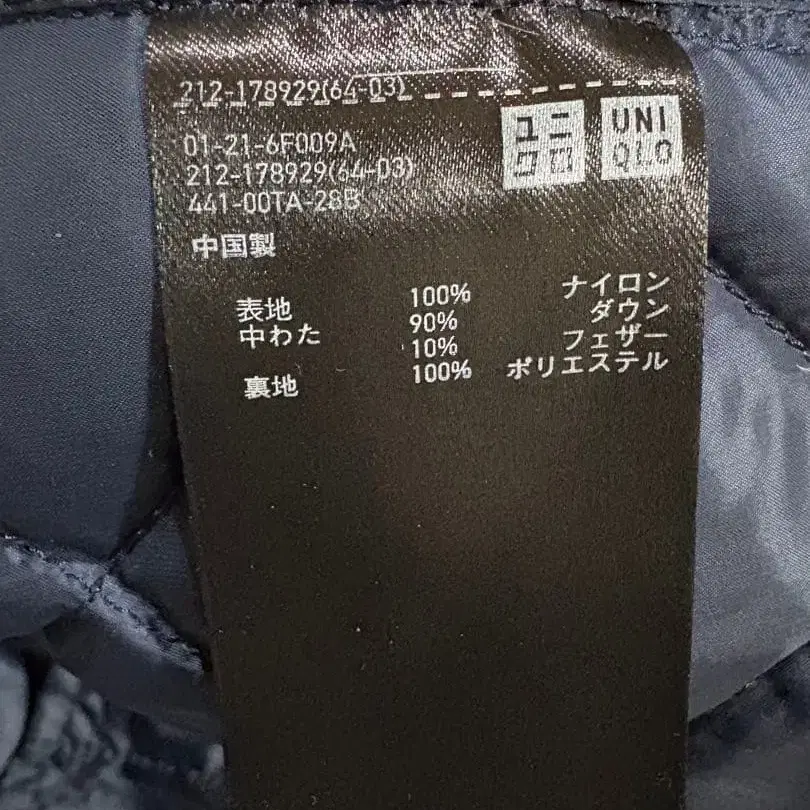 212-178929(64-03)
ユニクロ
UNIQLO
01-21-6F009A
212-178929(64-03)
441-00TA-28B
中国製
表地 100% ナイロン
中わた 90% ダウン
10% フェザー
裏地 100% ポリエステル